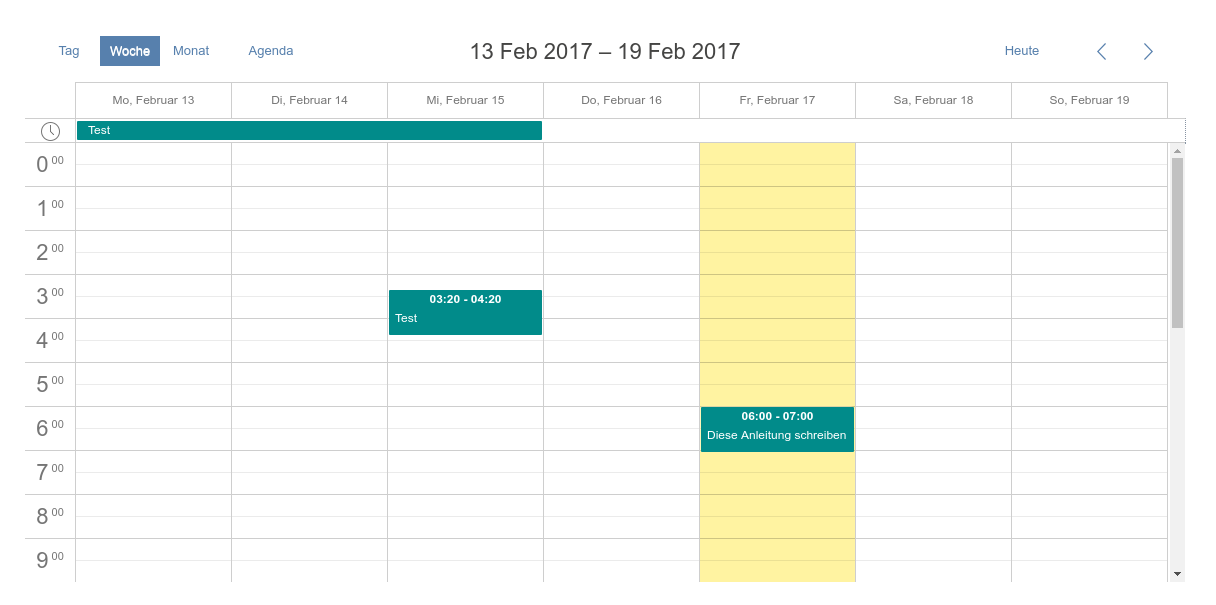 Tag Woche Monat Agenda 13 Feb 2017 – 19 Feb 2017 Heute
Mo, Februar 13 Di, Februar 14 Mi, Februar 15 Do, Februar 16 Fr, Februar 17 Sa, Februar 18 So, Februar 19
Test
0 00
1 00
2 00
3 00
03:20 - 04:20
Test
4 00
5 00
6 00
06:00 - 07:00
Diese Anleitung schreiben
7 00
8 00
9 00